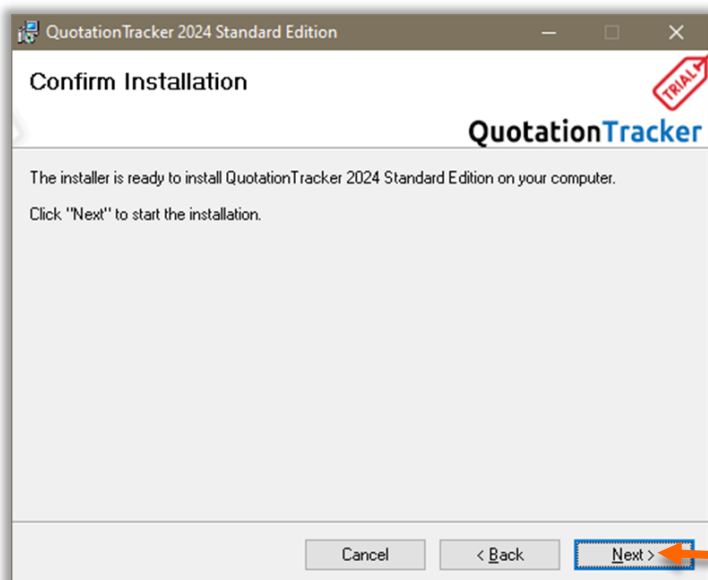 QuotationTracker 2024 Standard Edition
Confirm Installation
TRIAL
QuotationTracker
The installer is ready to install QuotationTracker 2024 Standard Edition on your computer.
Click "Next" to start the installation.
Cancel
< Back
Next >